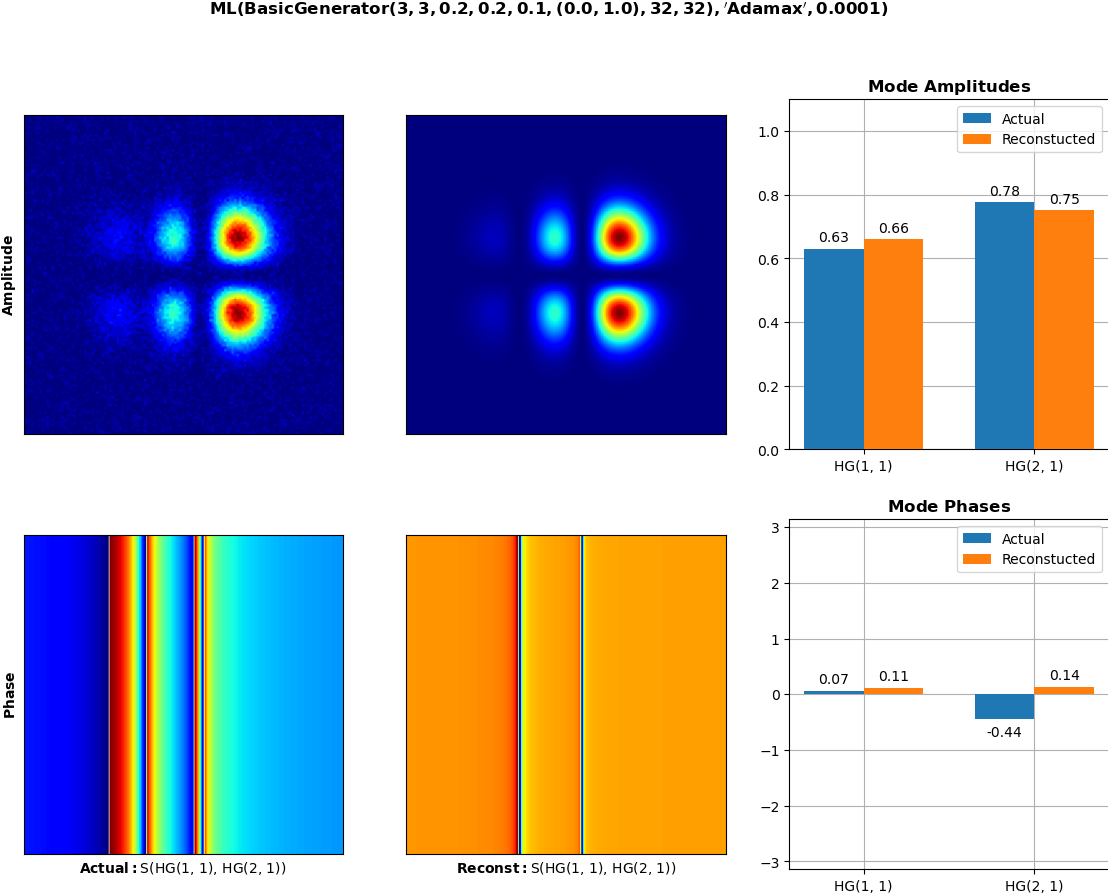 ML(BasicGenerator(3, 3, 0.2, 0.2, 0.1, (0.0, 1.0), 32, 32), ′Adamax′, 0.0001)
Amplitude
Mode Amplitudes
Actual
Reconstucted
1.0
0.8
0.6
0.4
0.2
0.0
0.63
0.66
0.78
0.75
HG(1, 1)
HG(2, 1)
Phase
Actual: S(HG(1, 1), HG(2, 1))
Reconst: S(HG(1, 1), HG(2, 1))
Mode Phases
Actual
Reconstucted
3
2
1
0
−1
−2
−3
0.07
0.11
-0.44
0.14
HG(1, 1)
HG(2, 1)